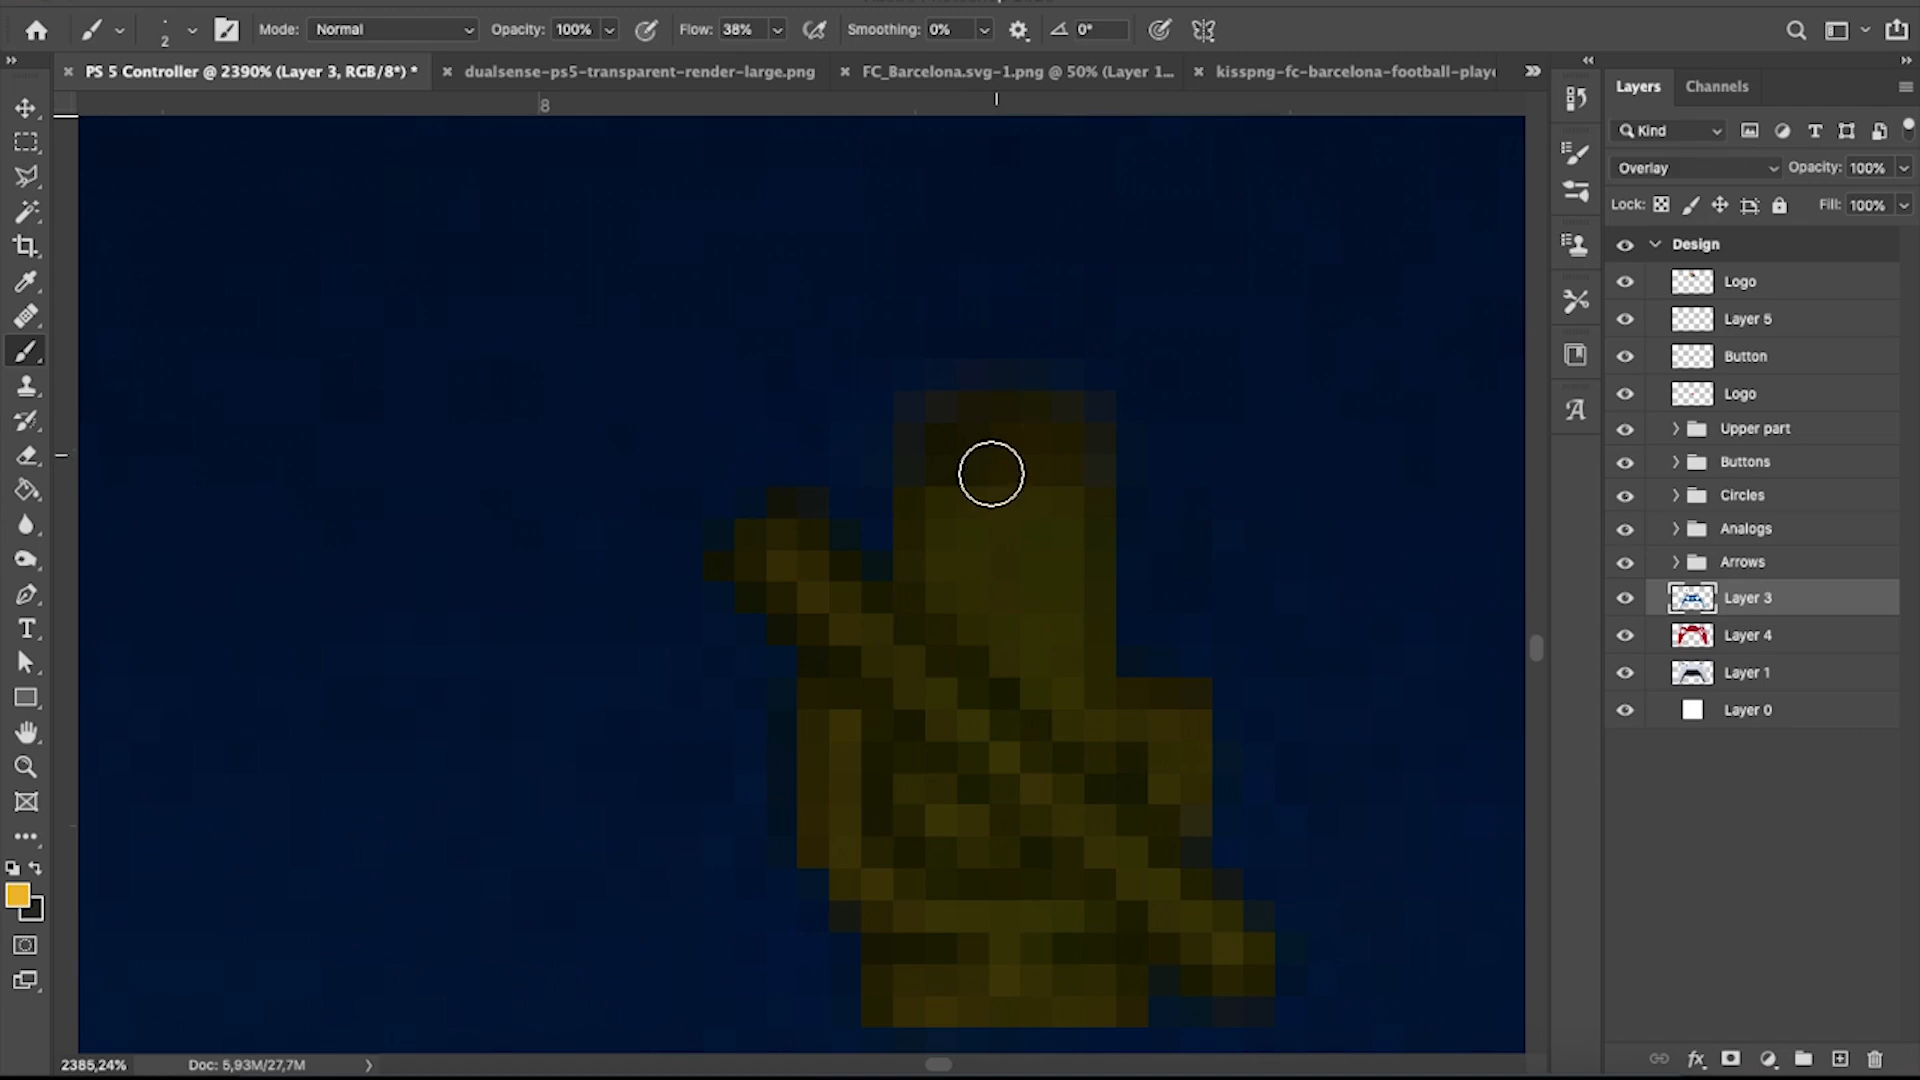 2
Mode: Normal
Opacity: 100%
Flow: 38%
Smoothing: 0%
0°
PS 5 Controller @ 2390% (Layer 3, RGB/8*) *
dualsense-ps5-transparent-render-large.png
FC_Barcelona.svg-1.png @ 50% (Layer 1...
kisspng-fc-barcelona-football-playe
8
Layers
Channels
Kind
Overlay
Opacity: 100%
Lock:
Fill: 100%
Design
Logo
Layer 5
Button
Logo
Upper part
Buttons
Circles
Analogs
Arrows
Layer 3
Layer 4
Layer 1
Layer 0
2385,24%
Doc: 5,93M/27,7M